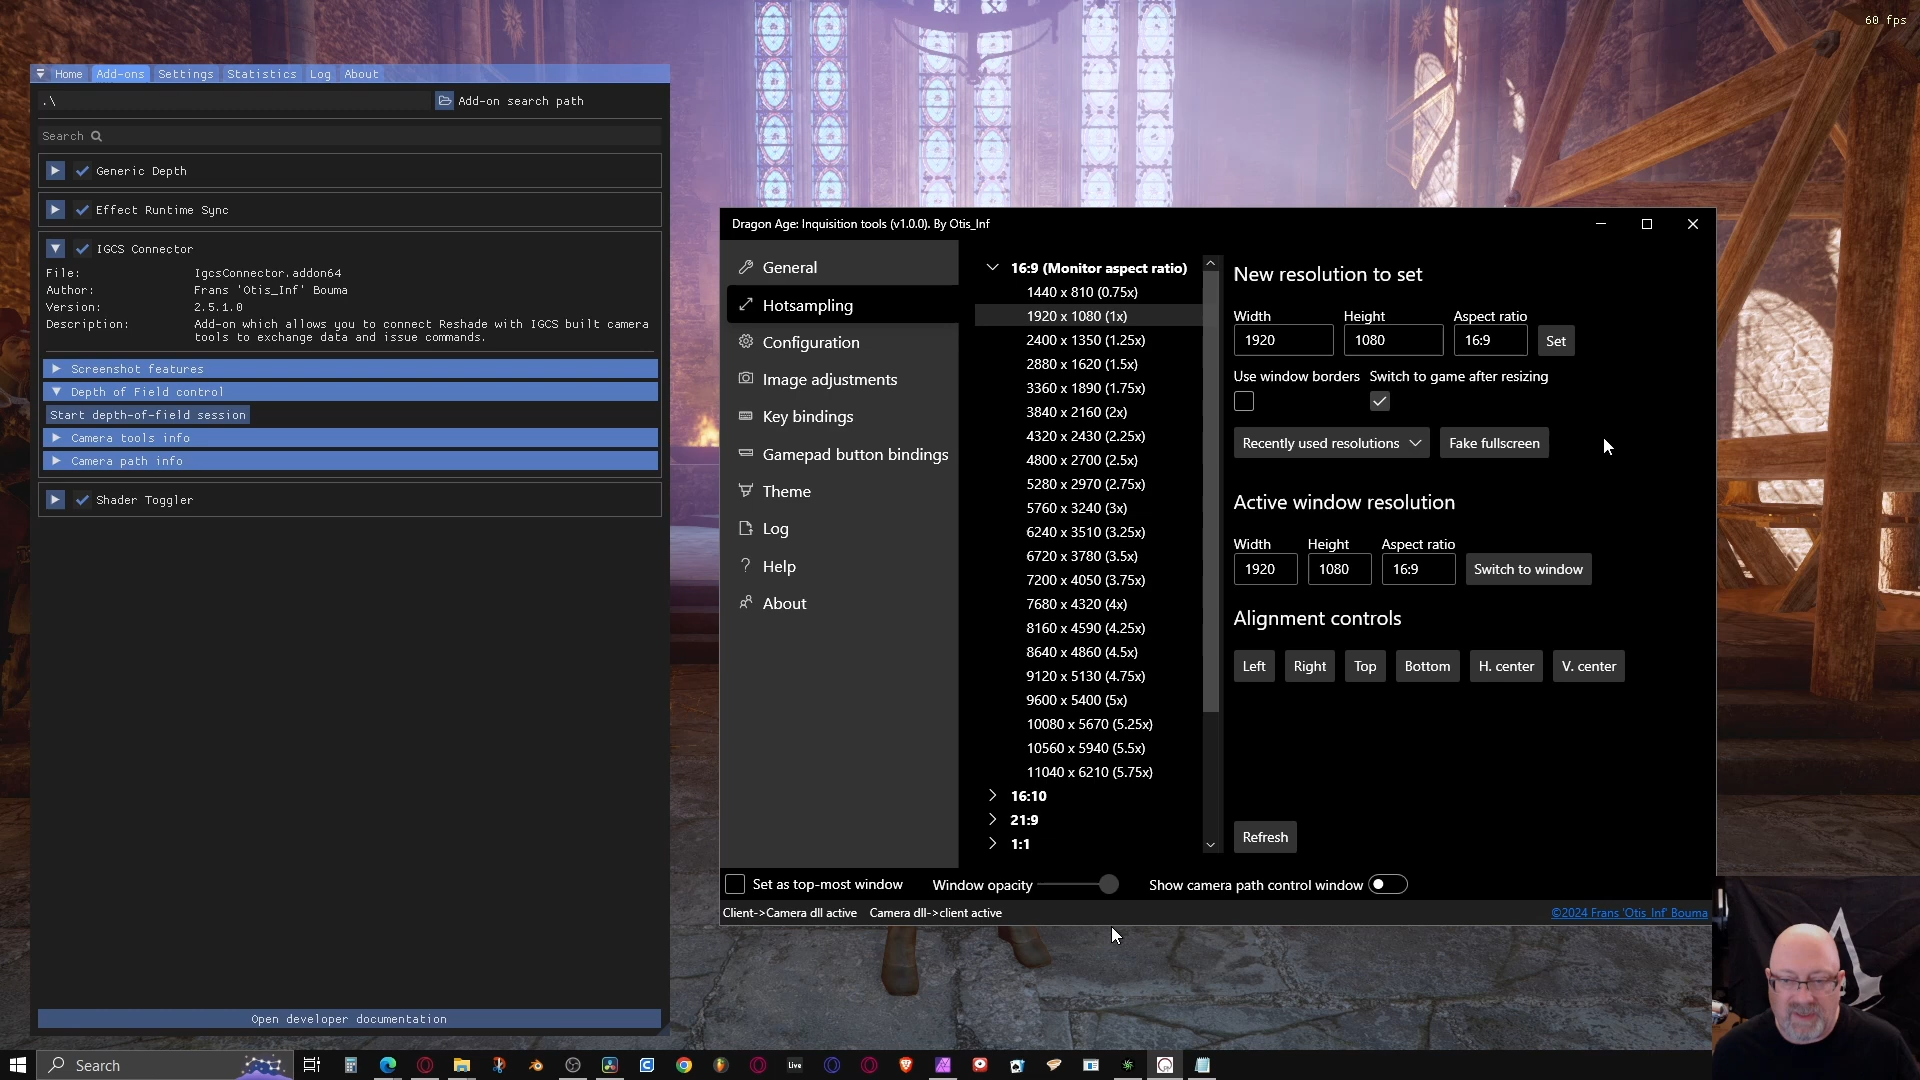 60 fps
Home Add-ons Settings Statistics Log About
.\ Add-on search path
Search
Generic Depth
Effect Runtime Sync
IGCS Connector
File: IgcsConnector.addon64
Author: Frans 'Otis_Inf' Bouma
Version: 2.5.1.0
Description: Add-on which allows you to connect Reshade with IGCS built camera
tools to exchange data and issue commands.
Screenshot features
Depth of Field control
Start depth-of-field session
Camera tools info
Camera path info
Shader Toggler
Open developer documentation
Dragon Age: Inquisition tools (v1.0.0). By Otis_Inf
General
Hotsampling
Configuration
Image adjustments
Key bindings
Gamepad button bindings
Theme
Log
Help
About
16:9 (Monitor aspect ratio)
1440 x 810 (0.75x)
1920 x 1080 (1x)
2400 x 1350 (1.25x)
2880 x 1620 (1.5x)
3360 x 1890 (1.75x)
3840 x 2160 (2x)
4320 x 2430 (2.25x)
4800 x 2700 (2.5x)
5280 x 2970 (2.75x)
5760 x 3240 (3x)
6240 x 3510 (3.25x)
6720 x 3780 (3.5x)
7200 x 4050 (3.75x)
7680 x 4320 (4x)
8160 x 4590 (4.25x)
8640 x 4860 (4.5x)
9120 x 5130 (4.75x)
9600 x 5400 (5x)
10080 x 5670 (5.25x)
10560 x 5940 (5.5x)
11040 x 6210 (5.75x)
16:10
21:9
1:1
New resolution to set
Width Height Aspect ratio
1920 1080 16:9 Set
Use window borders Switch to game after resizing
Recently used resolutions Fake fullscreen
Active window resolution
Width Height Aspect ratio
1920 1080 16:9 Switch to window
Alignment controls
Left Right Top Bottom H. center V. center
Refresh
Set as top-most window Window opacity Show camera path control window
Client->Camera dll active Camera dll->client active ©2024 Frans 'Otis_Inf' Bouma
Search
Live